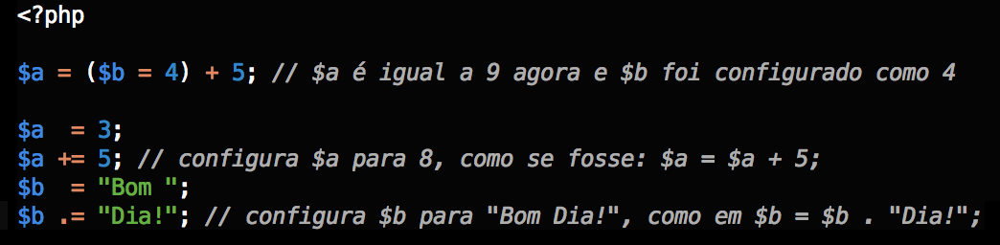 <?php
$a = ($b = 4) + 5; // $a é igual a 9 agora e $b foi configurado como 4
$a  = 3;
$a += 5; // configura $a para 8, como se fosse: $a = $a + 5;
$b  = "Bom ";
$b .= "Dia!"; // configura $b para "Bom Dia!", como em $b = $b . "Dia!";